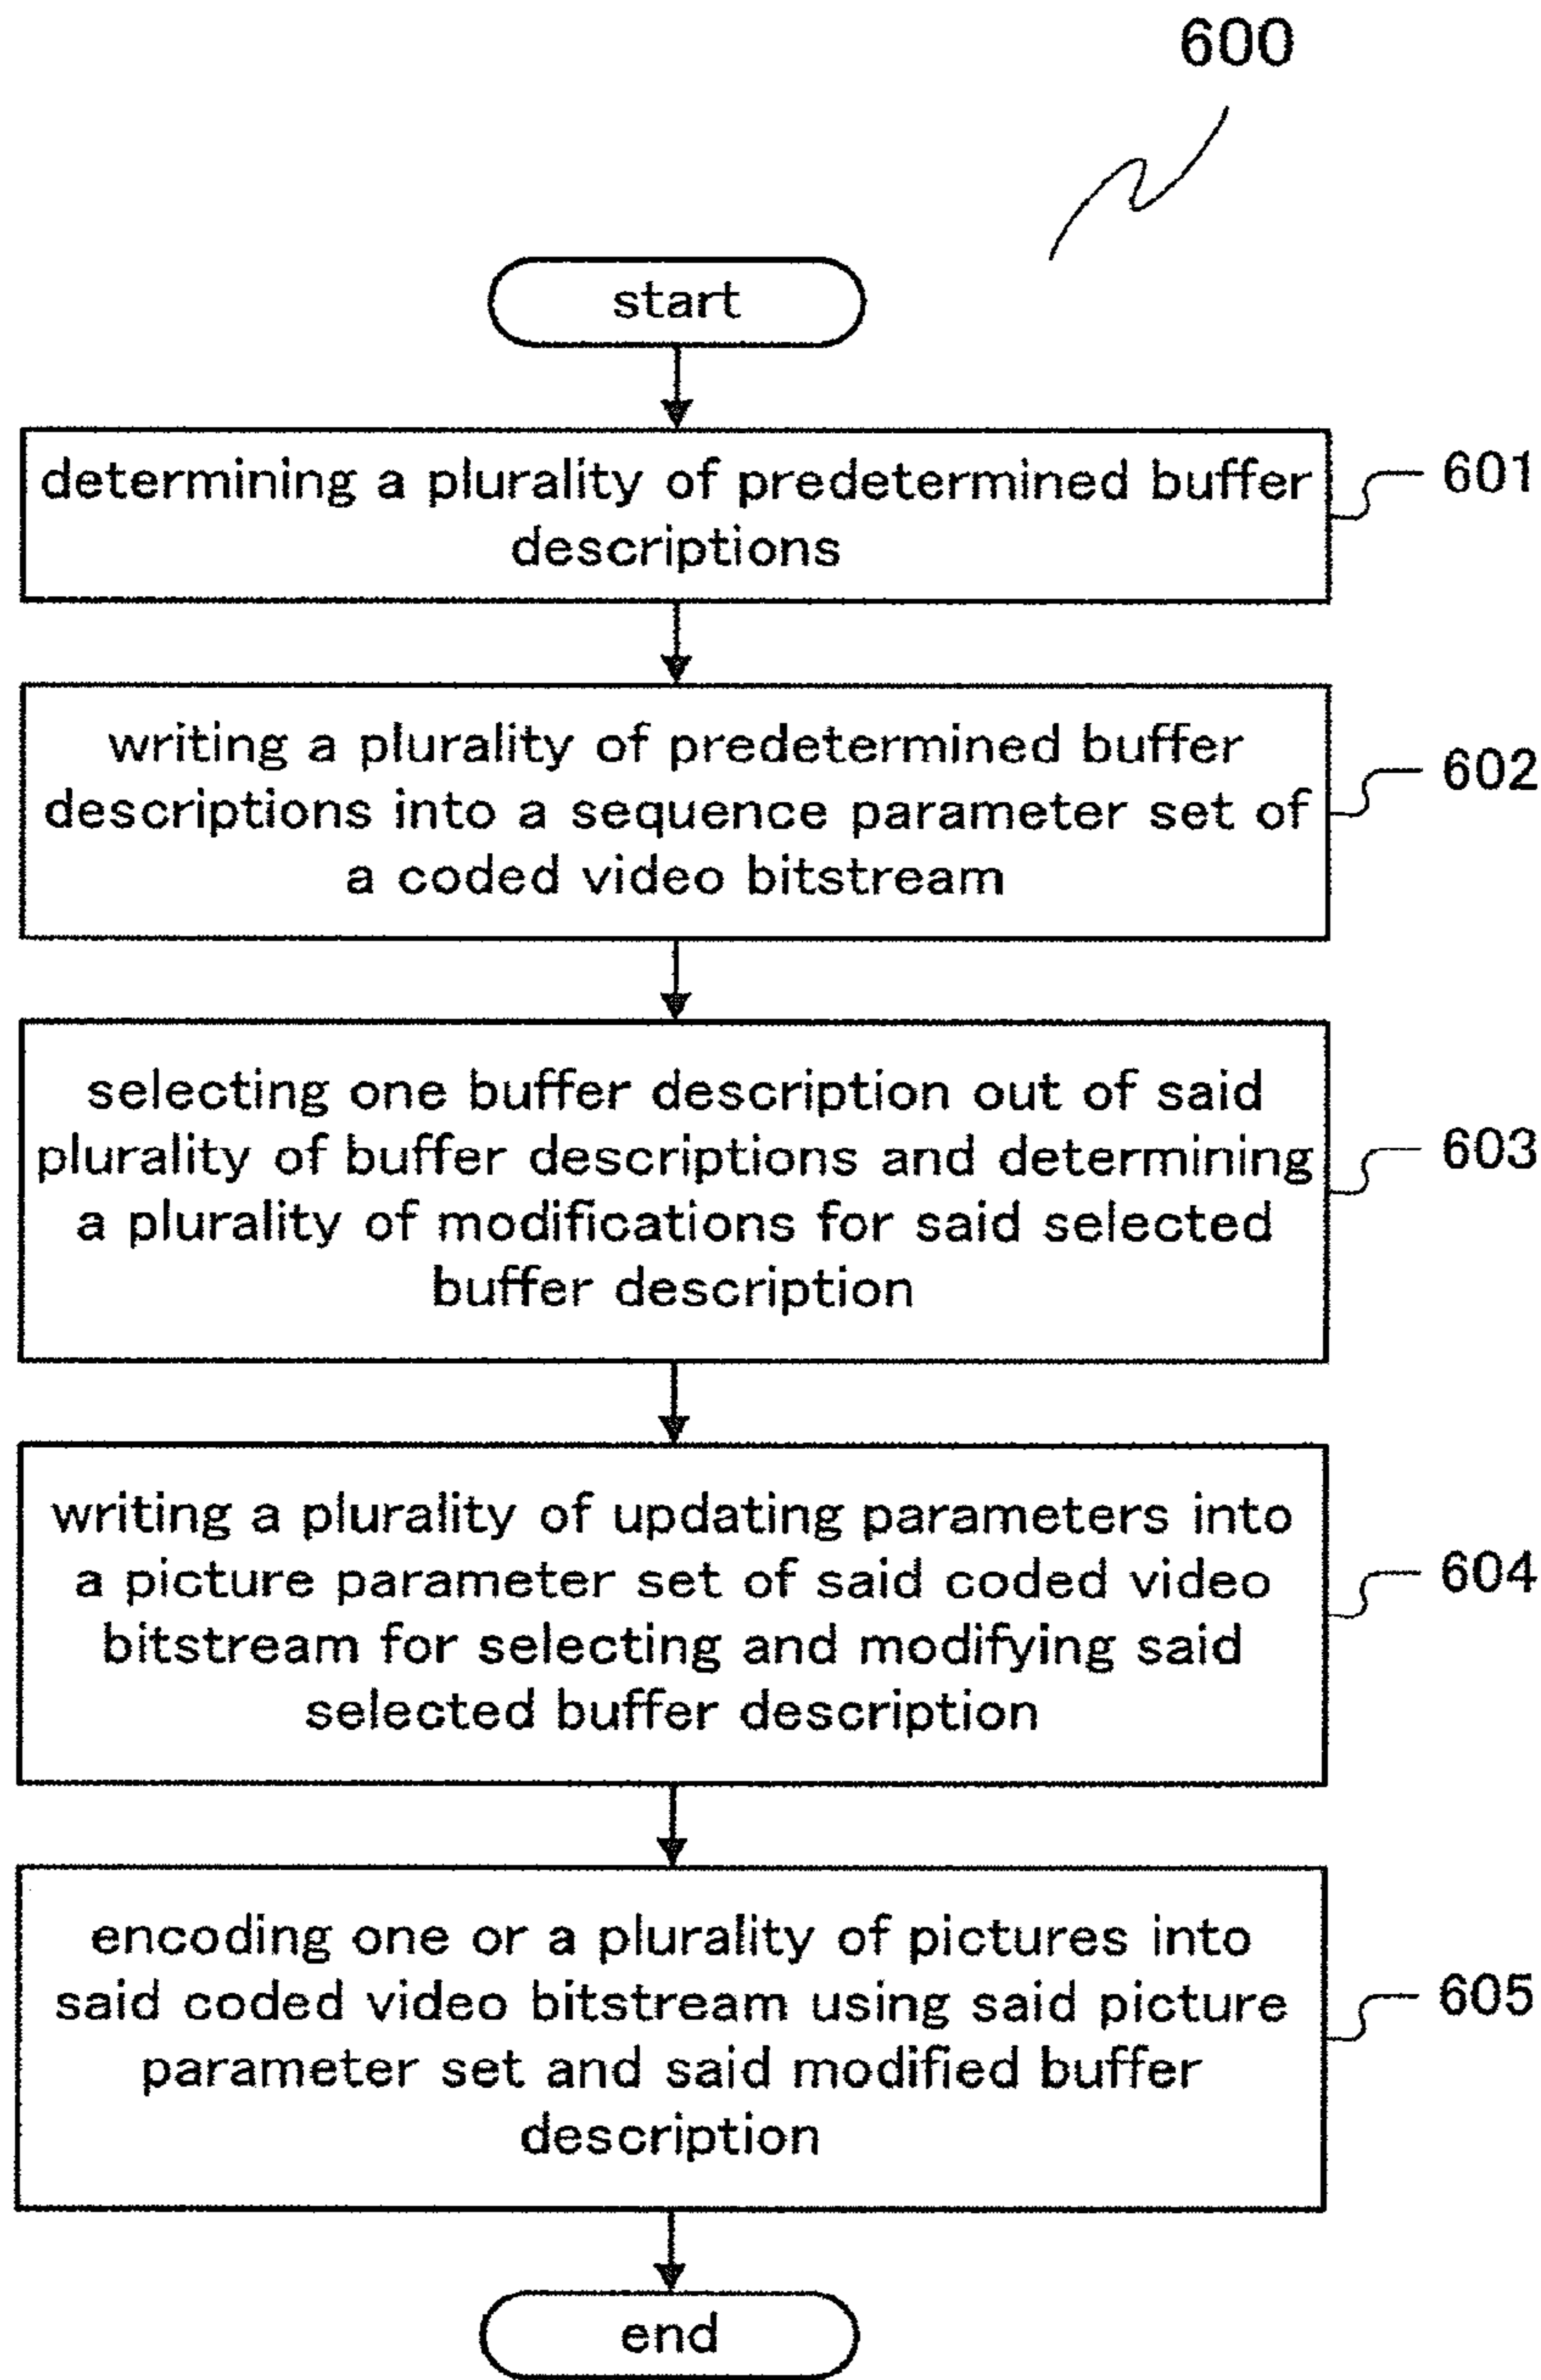 600
start
determining a plurality of predetermined buffer
descriptions
601
writing a plurality of predetermined buffer
descriptions into a sequence parameter set of
a coded video bitstream
602
selecting one buffer description out of said
plurality of buffer descriptions and determining
a plurality of modifications for said selected
buffer description
603
writing a plurality of updating parameters into
a picture parameter set of said coded video
bitstream for selecting and modifying said
selected buffer description
604
encoding one or a plurality of pictures into
said coded video bitstream using said picture
parameter set and said modified buffer
description
605
end